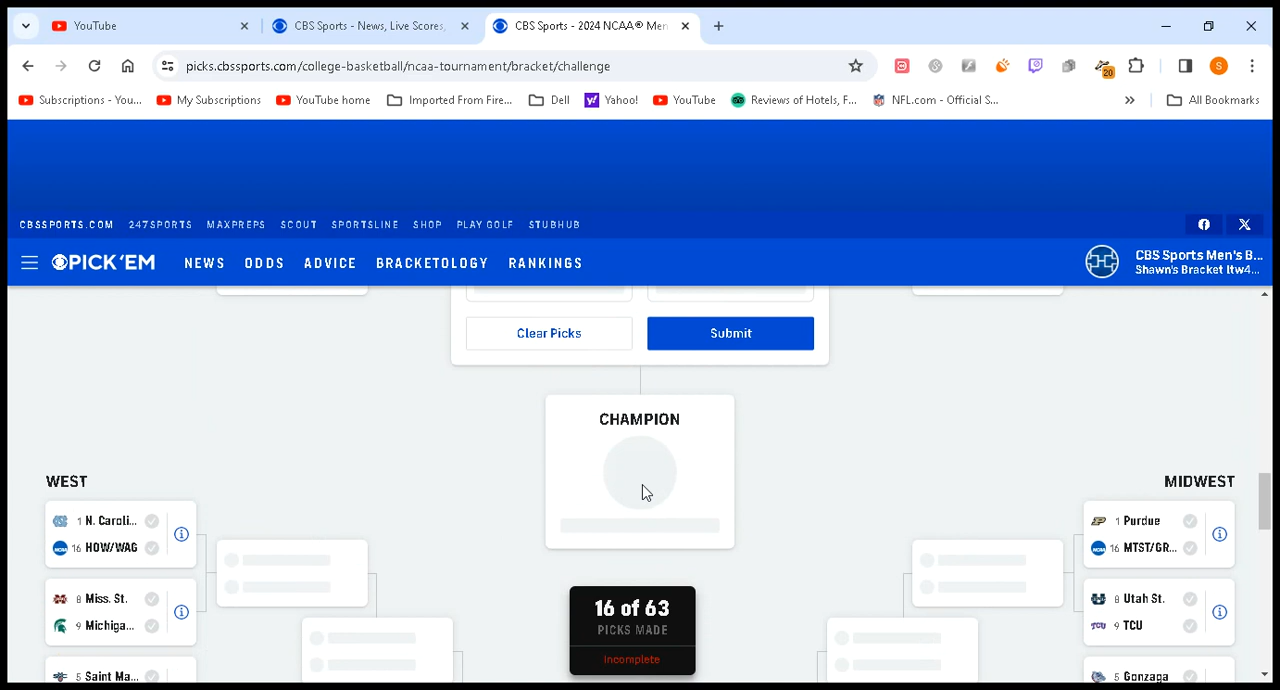 YouTube
CBS Sports - News, Live Scores,
CBS Sports - 2024 NCAA® Men
picks.cbssports.com/college-basketball/ncaa-tournament/bracket/challenge
20
S
Subscriptions - You...
My Subscriptions
YouTube home
Imported From Fire...
Dell
Yahoo!
YouTube
Reviews of Hotels, F...
NFL.com - Official S...
All Bookmarks
CBSSPORTS.COM 247SPORTS MAXPREPS SCOUT SPORTSLINE SHOP PLAY GOLF STUBHUB
PICK'EM NEWS ODDS ADVICE BRACKETOLOGY RANKINGS
CBS Sports Men's B...
Shawn's Bracket ltw4...
Clear Picks
Submit
CHAMPION
WEST
1 N. Caroli...
16 HOW/WAG
8 Miss. St.
9 Michiga...
5 Saint Ma...
MIDWEST
1 Purdue
16 MTST/GR...
8 Utah St.
9 TCU
5 Gonzaga
16 of 63
PICKS MADE
Incomplete